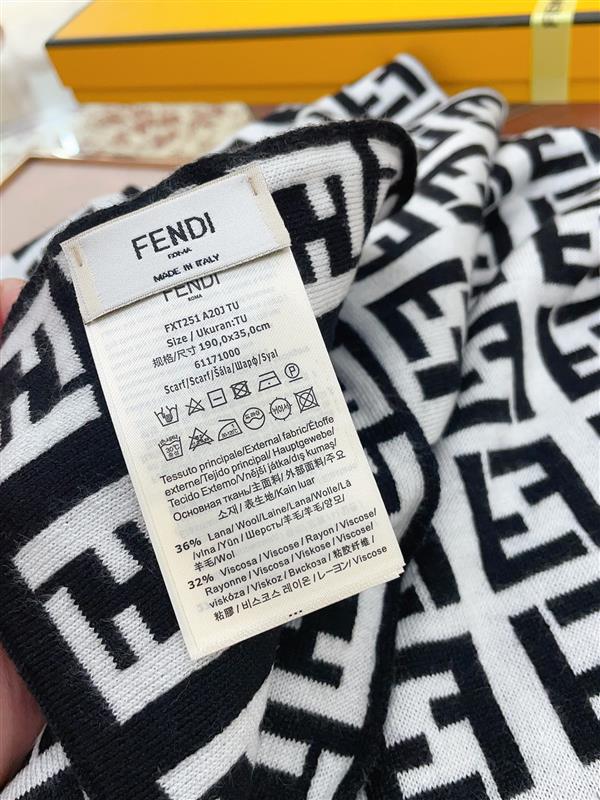 FENDI
ROMA
MADE IN ITALY
FENDI
ROMA
FXT251 A20J TU
Size / Ukuran:TU
规格/尺寸 190,0x35,0cm
61171000
Scarf/Scarf/Šāla/Шарф/Syal
Tessuto principale/External fabric/Étoffe
externe/Tejido principal/ Hauptgewebe/
Tecido Externo/Vnější játka/dış kumaş/
Основная ткань/主面料/外部面料/주요
소재/表生地/Kain luar
36% Lana/Wool/Laine/Lana/Wolle/Lã
/vlna/Yün/Шерсть/羊毛/羊毛/양모/
羊毛/Wol
32% Viscosa/Viscose/Rayon/Viscose/
Rayonne/Viscosa/Viskose/Viscose/
viskóza/Viskoz/Вискоза/粘胶纤维/
粘膠/비스코스 레이온/レーヨン/Viscose
...